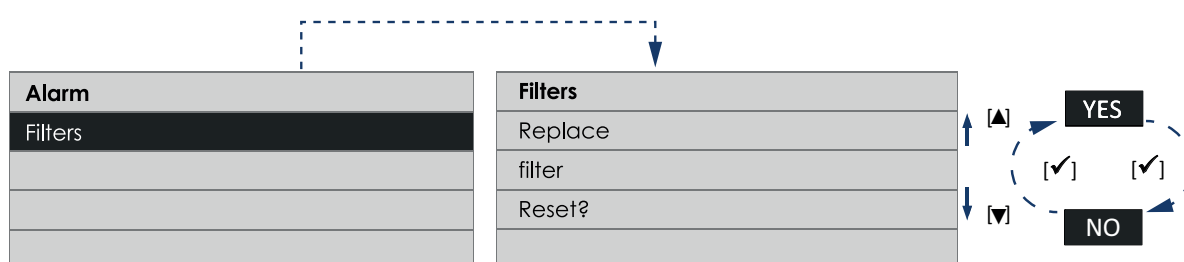 Alarm
Filters
Filters
Replace
filter
Reset?
[▲]
[▼]
YES
[✔] [✔]
NO